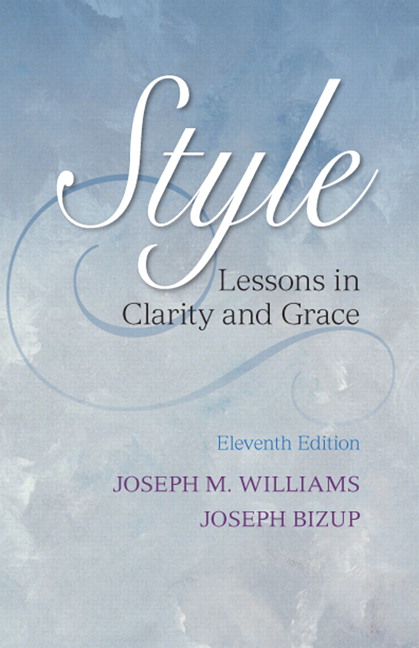 Style
Lessons in
Clarity and Grace
Eleventh Edition
JOSEPH M. WILLIAMS
JOSEPH BIZUP